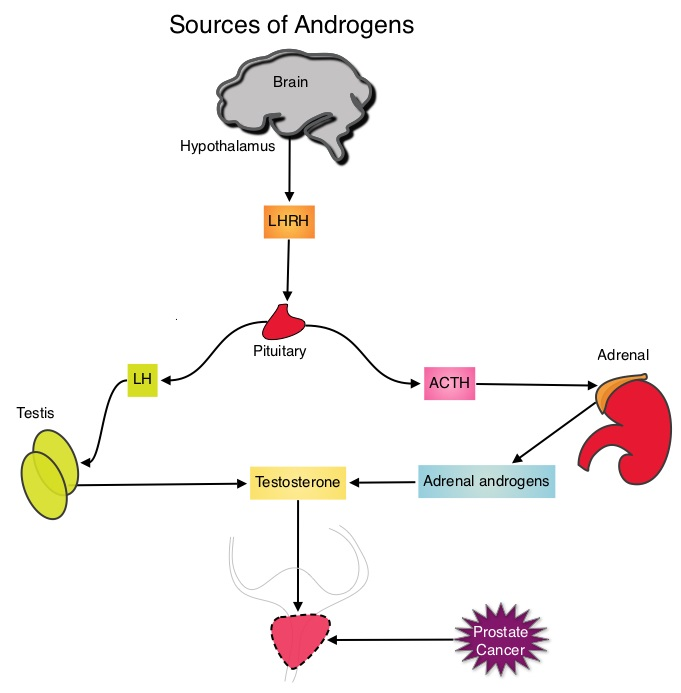 Sources of Androgens
Brain
Hypothalamus
LHRH
Pituitary
Adrenal
LH
ACTH
Testis
Testosterone
Adrenal androgens
Prostate
Cancer